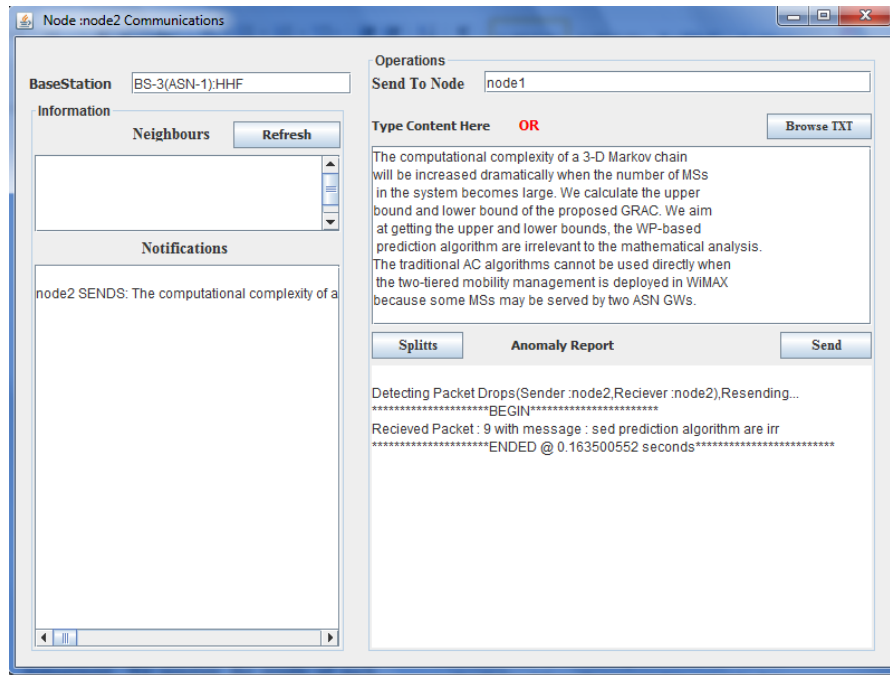 Node :node2 Communications
BaseStation BS-3(ASN-1):HHF
Information
Neighbours Refresh
Notifications
node2 SENDS: The computational complexity of a
Operations
Send To Node node1
Type Content Here OR Browse TXT
The computational complexity of a 3-D Markov chain
will be increased dramatically when the number of MSs
in the system becomes large. We calculate the upper
bound and lower bound of the proposed GRAC. We aim
at getting the upper and lower bounds, the WP-based
prediction algorithm are irrelevant to the mathematical analysis.
The traditional AC algorithms cannot be used directly when
the two-tiered mobility management is deployed in WiMAX
because some MSs may be served by two ASN GWs.
Splitts Anomaly Report Send
Detecting Packet Drops(Sender :node2,Reciever :node2),Resending...
*********************BEGIN***********************
Recieved Packet : 9 with message : sed prediction algorithm are irr
*********************ENDED @ 0.163500552 seconds*************************